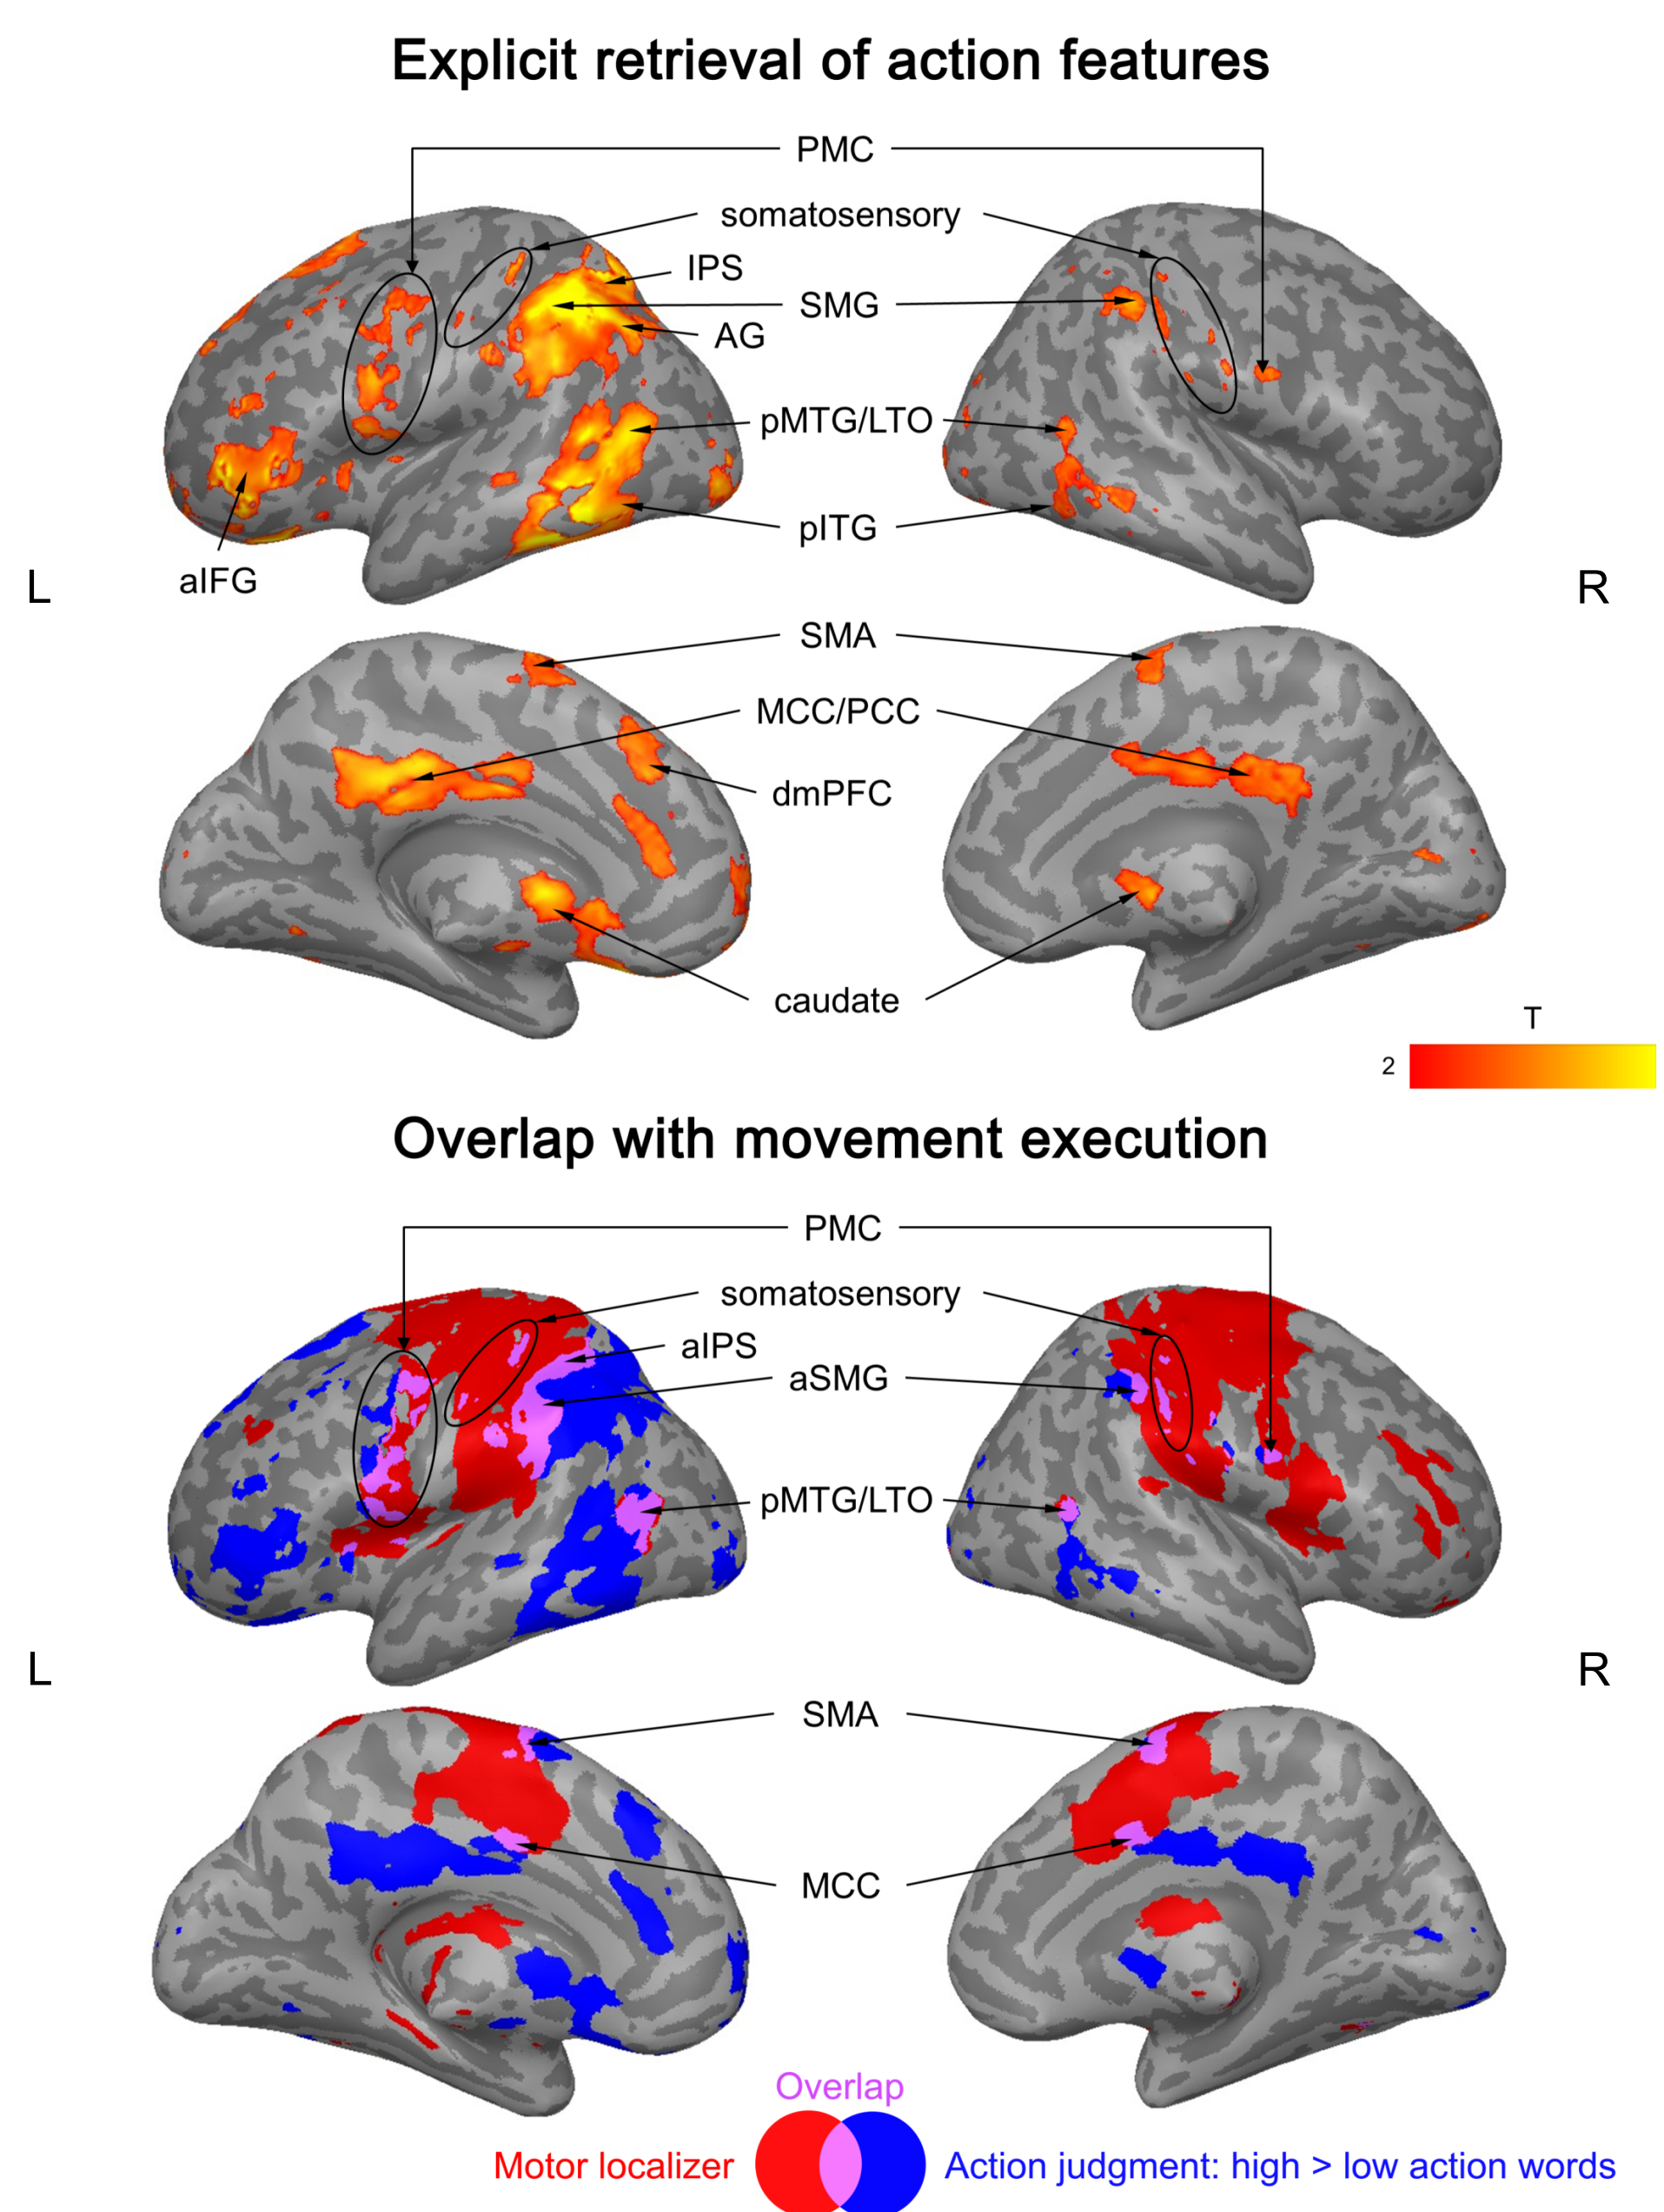 Explicit retrieval of action features
PMC
somatosensory
IPS
SMG
AG
pMTG/LTO
pITG
aIFG
L
R
SMA
MCC/PCC
dmPFC
caudate
T
2
Overlap with movement execution
PMC
somatosensory
aIPS
aSMG
pMTG/LTO
L
R
SMA
MCC
Overlap
Motor localizer
Action judgment: high > low action words